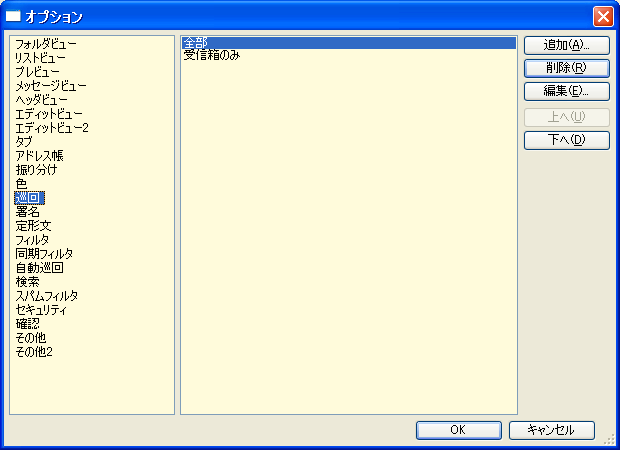 オプション
フォルダビュー
リストビュー
プレビュー
メッセージビュー
ヘッダビュー
エディットビュー
エディットビュー2
タブ
アドレス帳
振り分け
色
巡回
署名
定形文
フィルタ
同期フィルタ
自動巡回
検索
スパムフィルタ
セキュリティ
確認
その他
その他2
全部
受信箱のみ
追加(A)...
削除(R)
編集(E)...
上へ(U)
下へ(D)
OK
キャンセル